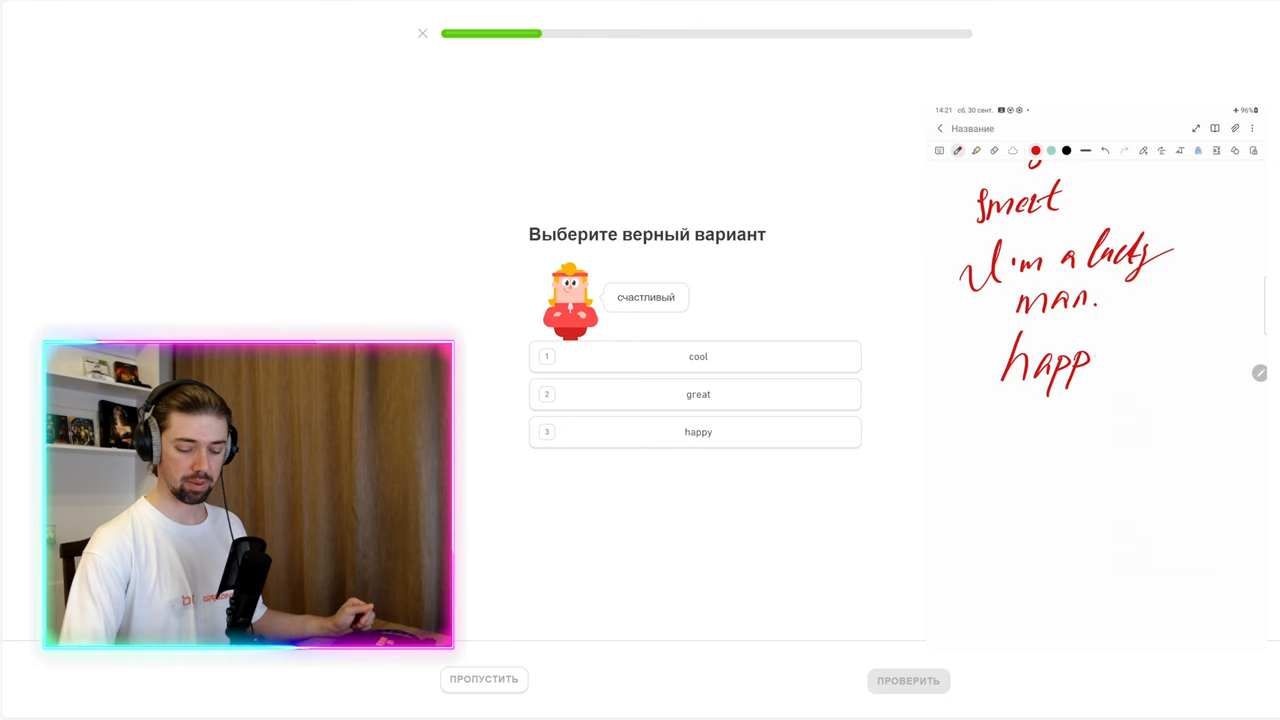 14:21 сб, 30 сент.
96%
Название
smart
I'm a lucky
man.
happ
Выберите верный вариант
счастливый
1 cool
2 great
3 happy
ПРОПУСТИТЬ
ПРОВЕРИТЬ